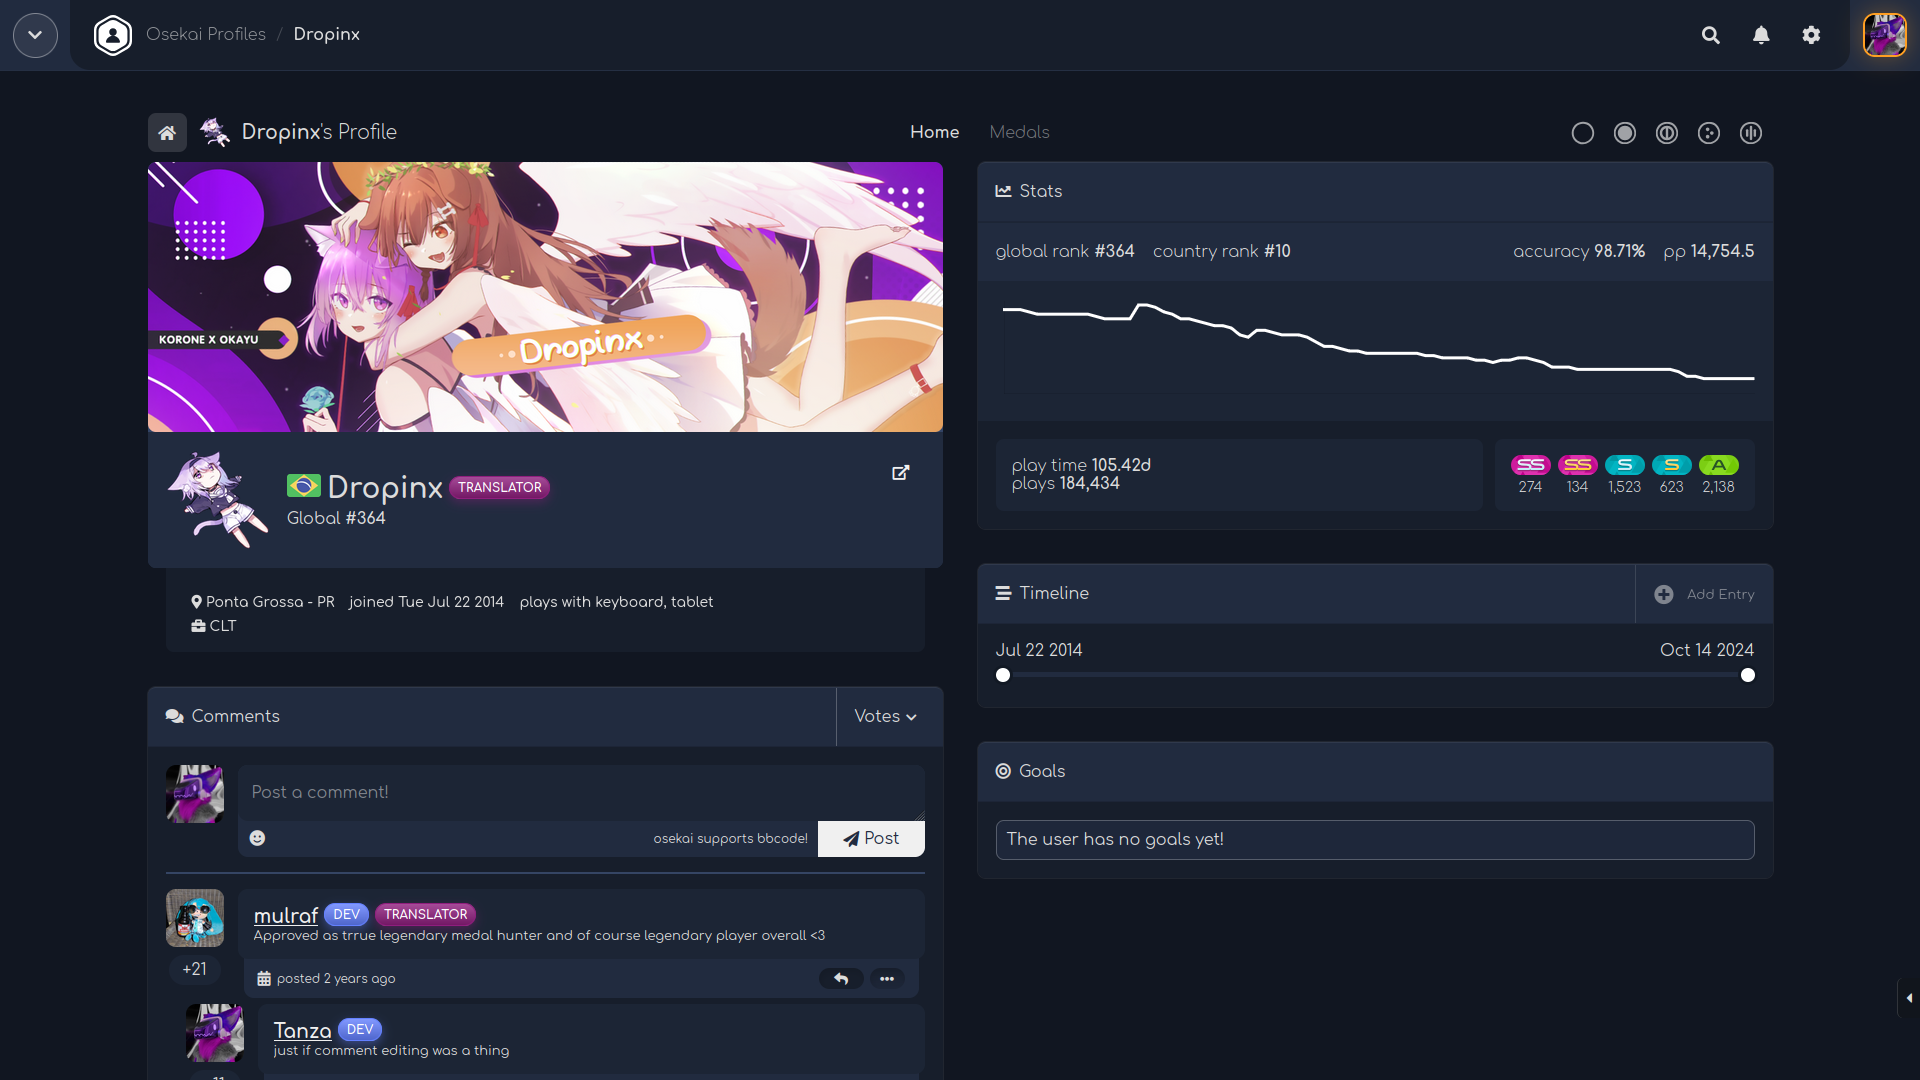 Osekai Profiles / Dropinx
Dropinx's Profile
Home
Medals
KORONE X OKAYU
Dropinx
Dropinx TRANSLATOR
Global #364
Ponta Grossa - PR joined Tue Jul 22 2014 plays with keyboard, tablet
CLT
Comments
Votes
Post a comment!
osekai supports bbcode!
Post
mulraf DEV TRANSLATOR
Approved as trrue legendary medal hunter and of course legendary player overall <3
+21
posted 2 years ago
Tanza DEV
just if comment editing was a thing
Stats
global rank #364 country rank #10 accuracy 98.71% pp 14,754.5
play time 105.42d
plays 184,434
SS SS S S A
274 134 1,523 623 2,138
Timeline
Add Entry
Jul 22 2014 Oct 14 2024
Goals
The user has no goals yet!